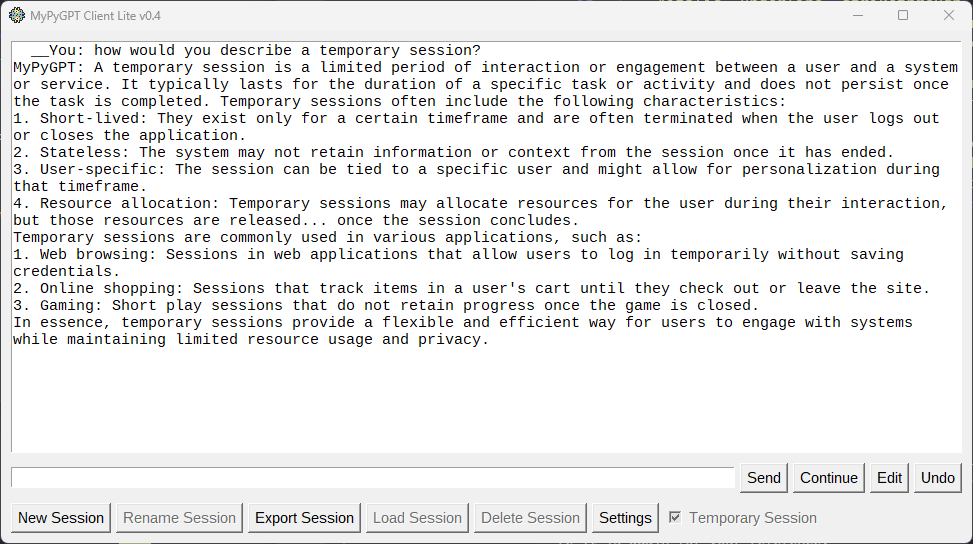 MyPyGPT Client Lite v0.4
__You: how would you describe a temporary session?
MyPyGPT: A temporary session is a limited period of interaction or engagement between a user and a system
or service. It typically lasts for the duration of a specific task or activity and does not persist once
the task is completed. Temporary sessions often include the following characteristics:
1. Short-lived: They exist only for a certain timeframe and are often terminated when the user logs out
or closes the application.
2. Stateless: The system may not retain information or context from the session once it has ended.
3. User-specific: The session can be tied to a specific user and might allow for personalization during
that timeframe.
4. Resource allocation: Temporary sessions may allocate resources for the user during their interaction,
but those resources are released... once the session concludes.
Temporary sessions are commonly used in various applications, such as:
1. Web browsing: Sessions in web applications that allow users to log in temporarily without saving
credentials.
2. Online shopping: Sessions that track items in a user's cart until they check out or leave the site.
3. Gaming: Short play sessions that do not retain progress once the game is closed.
In essence, temporary sessions provide a flexible and efficient way for users to engage with systems
while maintaining limited resource usage and privacy.
Send Continue Edit Undo
New Session Rename Session Export Session Load Session Delete Session Settings Temporary Session